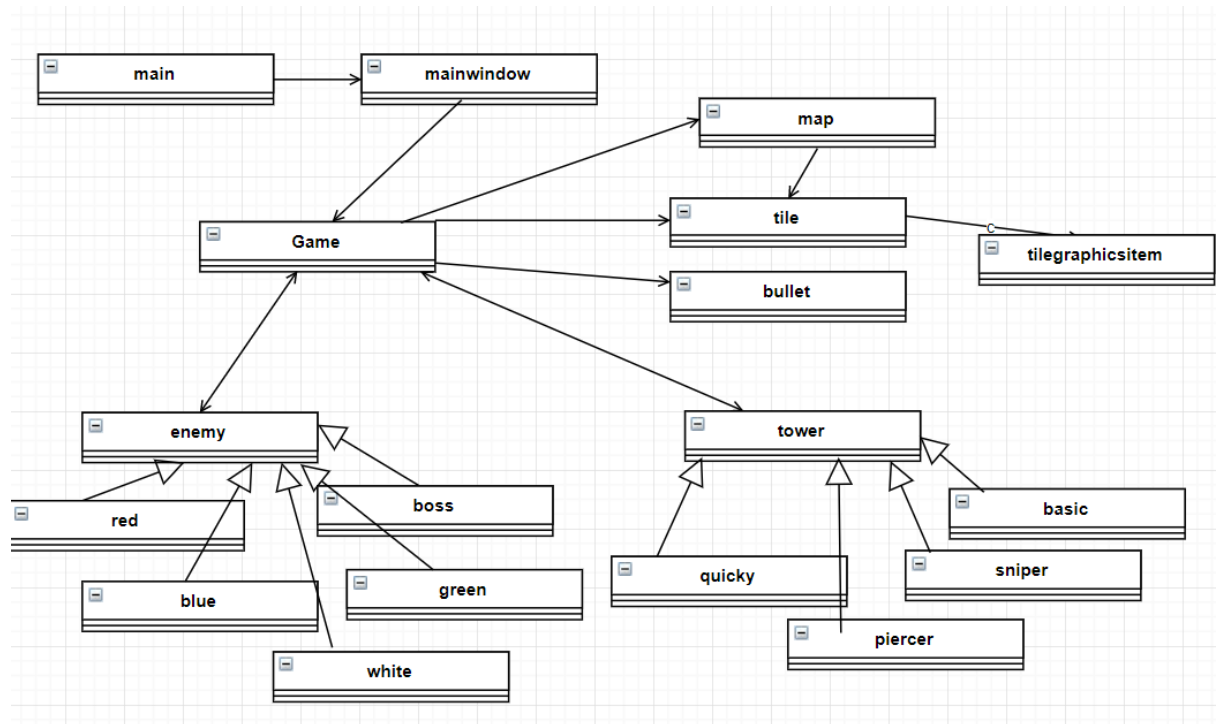 main
mainwindow
map
tile
Game
C
tilegraphicsitem
bullet
enemy
tower
boss
red
basic
quicky
sniper
green
blue
piercer
white